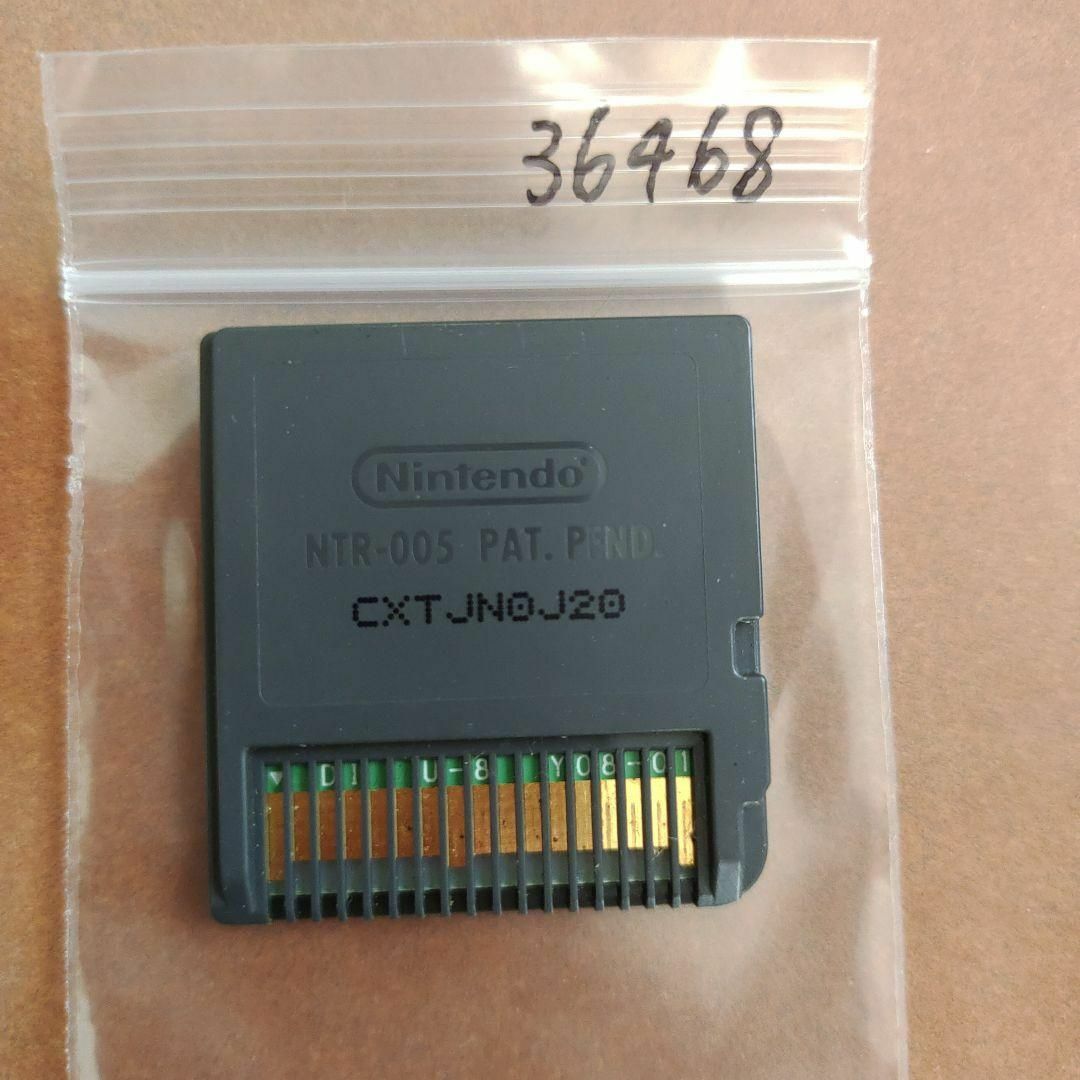 36468
Nintendo®
NTR-005 PAT. PEND.
CXTJN0J20
▼ D1 U-8 Y08-01